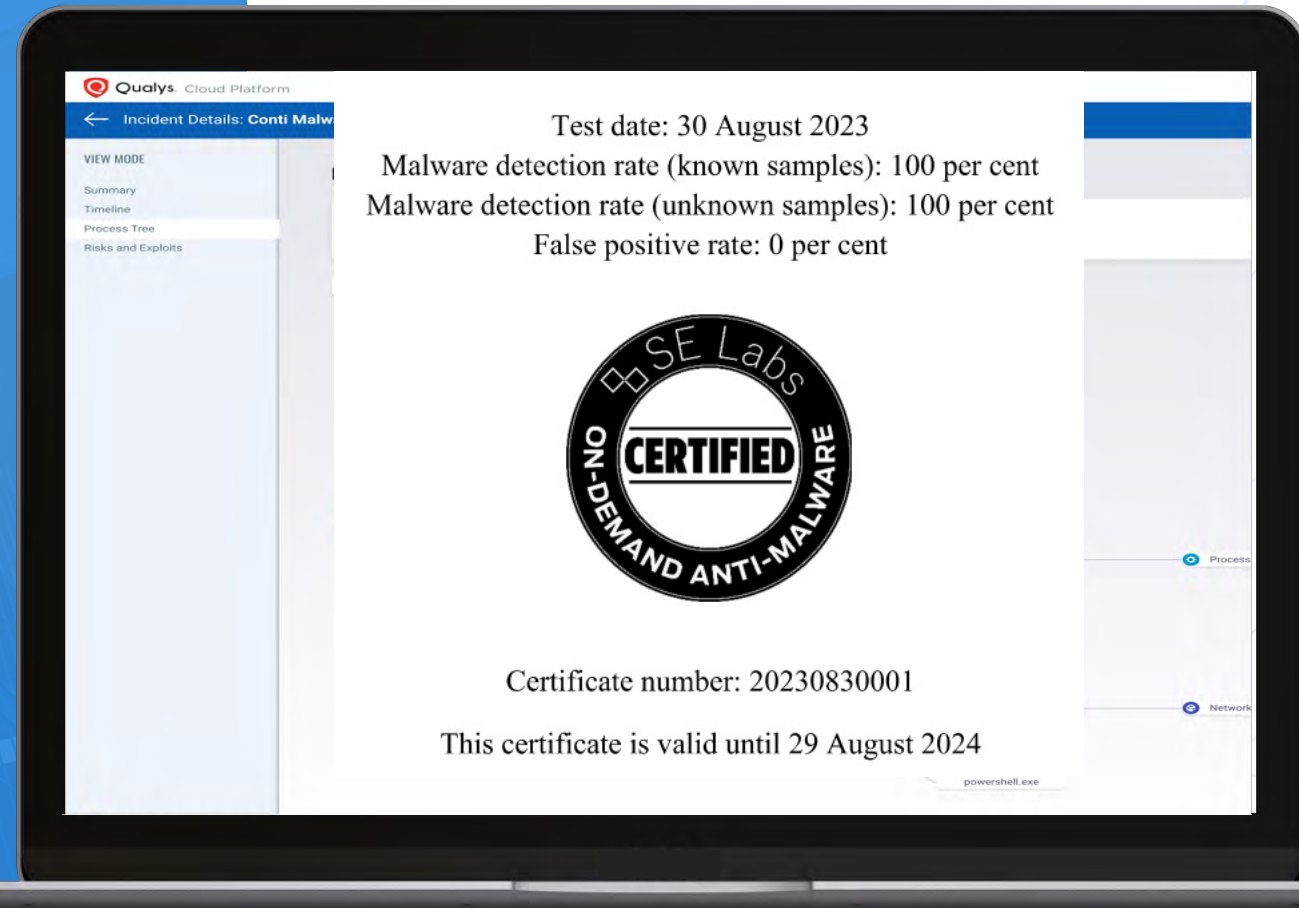 Qualys. Cloud Platform
← Incident Details: Conti Malw
VIEW MODE
Summary
Timeline
Process Tree
Risks and Exploits
Test date: 30 August 2023
Malware detection rate (known samples): 100 per cent
Malware detection rate (unknown samples): 100 per cent
False positive rate: 0 per cent
SE Labs
CERTIFIED
ON-DEMAND ANTI-MALWARE
Process
Certificate number: 20230830001
Network
This certificate is valid until 29 August 2024
powershell.exe